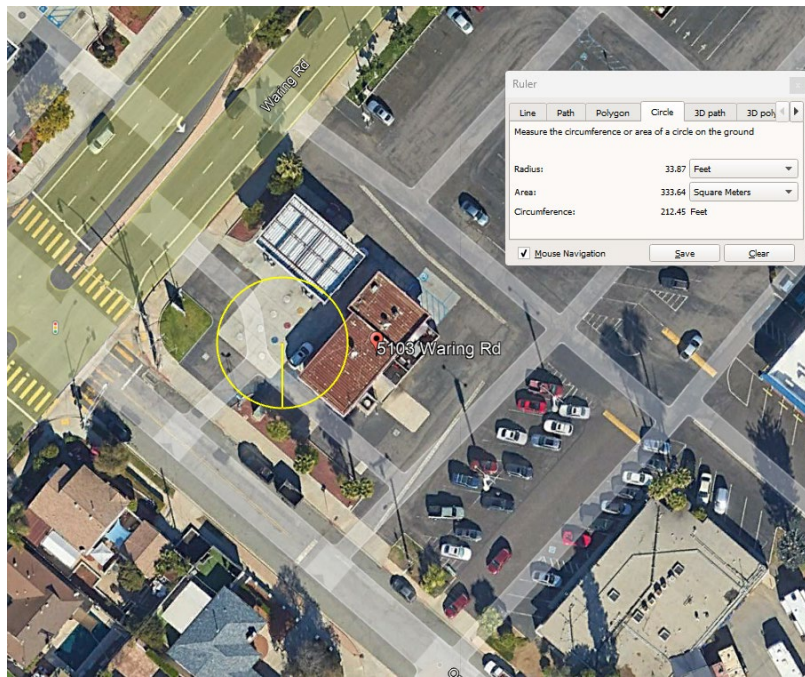 Waring Rd
Ruler
Line Path Polygon Circle 3D path 3D poly
Measure the circumference or area of a circle on the ground
Radius: 33.87 Feet
Area: 333.64 Square Meters
Circumference: 212.45 Feet
Mouse Navigation Save Clear
5103 Waring Rd